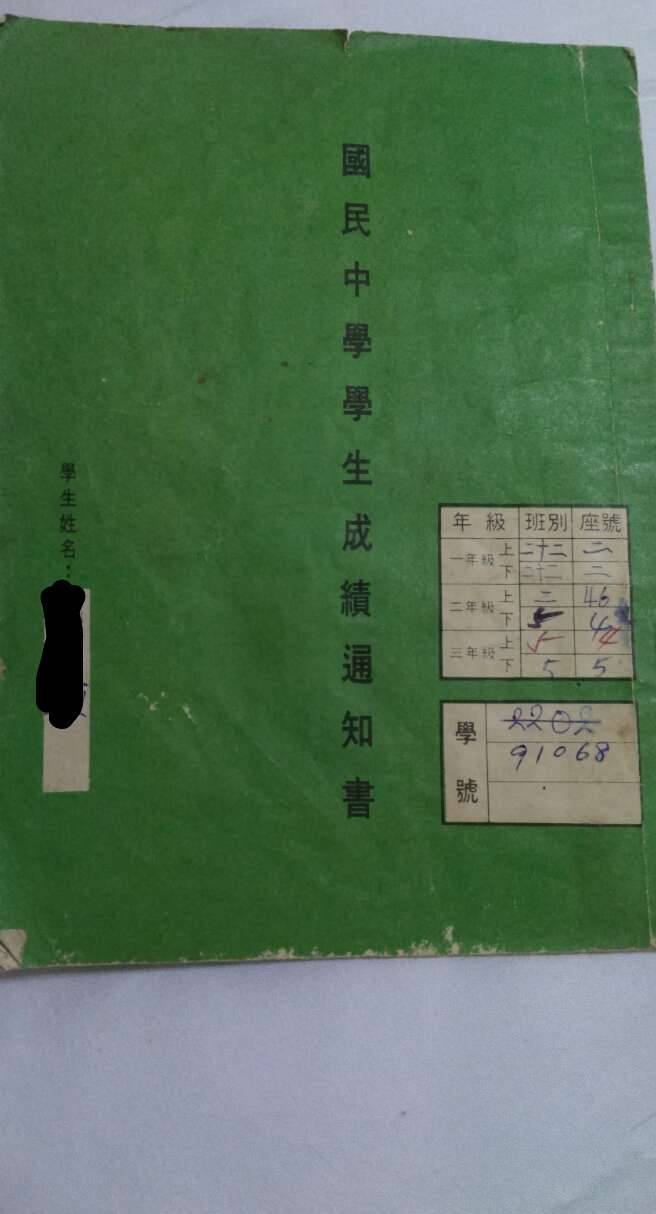 國民中學學生成績通知書
年級 班別 座號
一年級 上 二十二 二
下 二十二 二
二年級 上 二 46
下 5
三年級 上 5 4
下 5 5
學號
2202
91068
學生姓名：